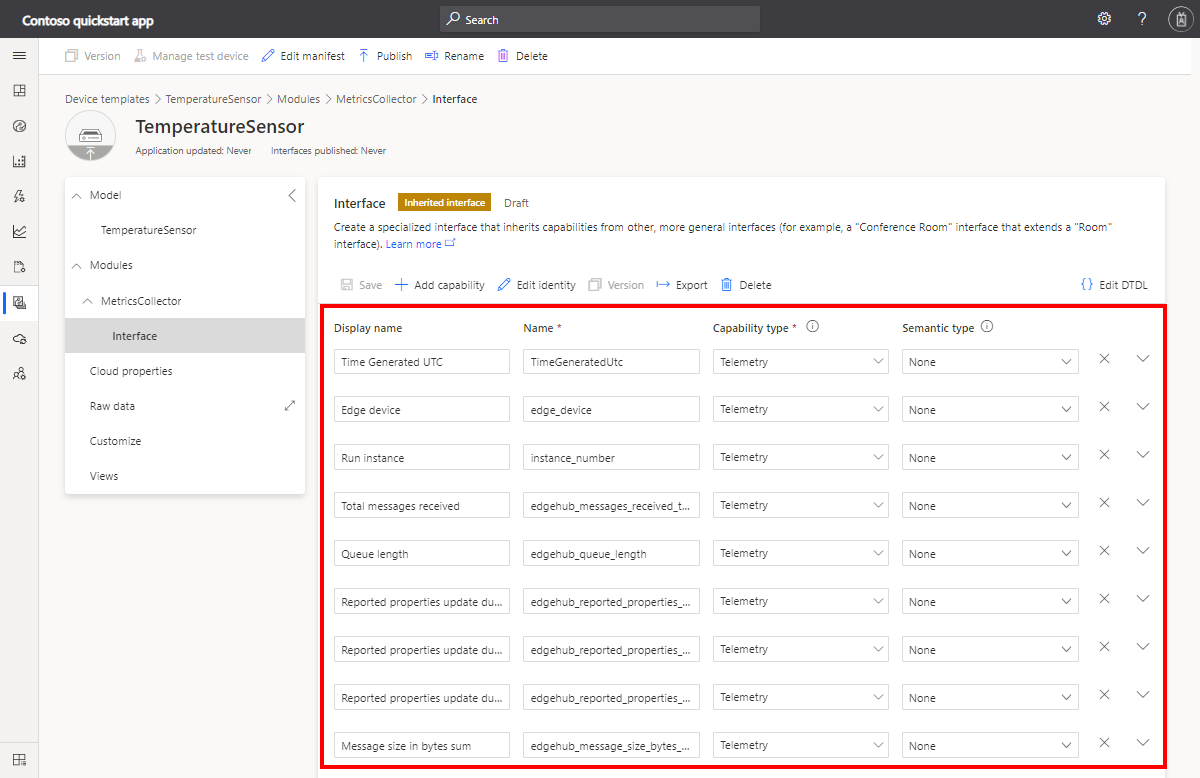 Contoso quickstart app
Search
?
Version Manage test device Edit manifest Publish Rename Delete
Device templates > TemperatureSensor > Modules > MetricsCollector > Interface
TemperatureSensor
Application updated: Never Interfaces published: Never
Model
TemperatureSensor
Modules
MetricsCollector
Interface
Cloud properties
Raw data
Customize
Views
Interface Inherited interface Draft
Create a specialized interface that inherits capabilities from other, more general interfaces (for example, a "Conference Room" interface that extends a "Room"
interface). Learn more
Save Add capability Edit identity Version Export Delete {} Edit DTDL
Display name Name * Capability type * Semantic type
Time Generated UTC TimeGeneratedUtc Telemetry None
Edge device edge_device Telemetry None
Run instance instance_number Telemetry None
Total messages received edgehub_messages_received_t... Telemetry None
Queue length edgehub_queue_length Telemetry None
Reported properties update du... edgehub_reported_properties_... Telemetry None
Reported properties update du... edgehub_reported_properties_... Telemetry None
Reported properties update du... edgehub_reported_properties_... Telemetry None
Message size in bytes sum edgehub_message_size_bytes_... Telemetry None